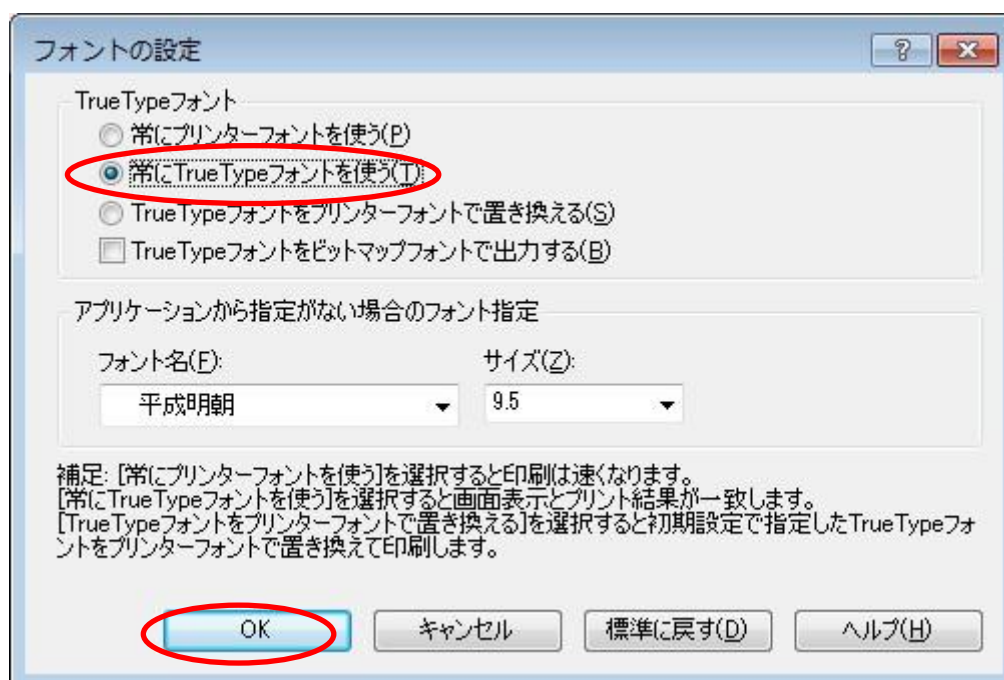 フォントの設定
TrueTypeフォント
常にプリンターフォントを使う(P)
常にTrueTypeフォントを使う(T)
TrueTypeフォントをプリンターフォントで置き換える(S)
TrueTypeフォントをビットマップフォントで出力する(B)
アプリケーションから指定がない場合のフォント指定
フォント名(F): サイズ(Z):
平成明朝 9.5
補足: [常にプリンターフォントを使う]を選択すると印刷は速くなります。
[常にTrueTypeフォントを使う]を選択すると画面表示とプリント結果が一致します。
[TrueTypeフォントをプリンターフォントで置き換える]を選択すると初期設定で指定したTrueTypeフォ
ントをプリンターフォントで置き換えて印刷します。
OK キャンセル 標準に戻す(D) ヘルプ(H)